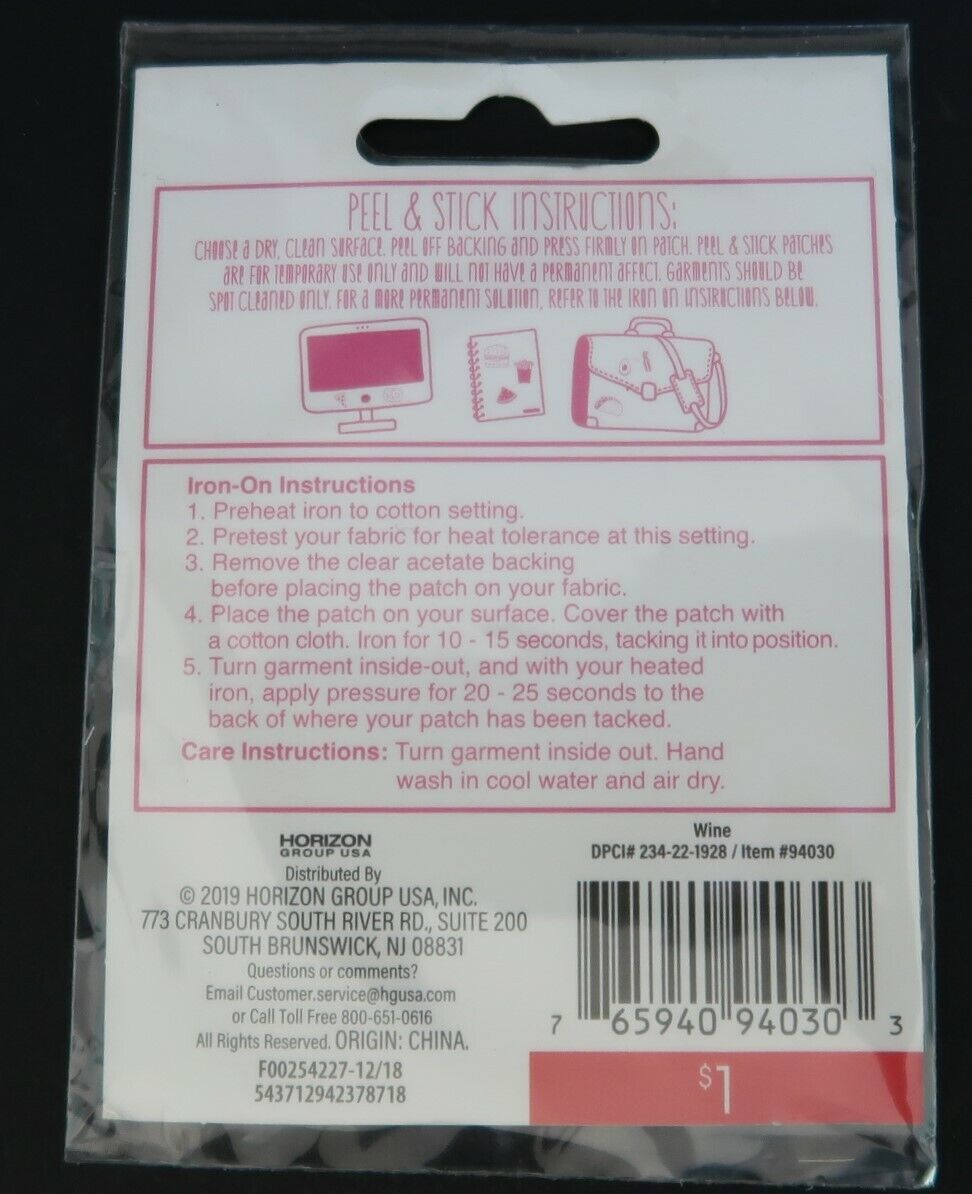 PEEL & STICK INSTRUCTIONS:
CHOOSE A DRY, CLEAN SURFACE. PEEL OFF BACKING AND PRESS FIRMLY ON PATCH. PEEL & STICK PATCHES
ARE FOR TEMPORARY USE ONLY AND WILL NOT HAVE A PERMANENT AFFECT. GARMENTS SHOULD BE
SPOT CLEANED ONLY. FOR A MORE PERMANENT SOLUTION, REFER TO THE IRON ON INSTRUCTIONS BELOW.
Iron-On Instructions
1. Preheat iron to cotton setting.
2. Pretest your fabric for heat tolerance at this setting.
3. Remove the clear acetate backing
before placing the patch on your fabric.
4. Place the patch on your surface. Cover the patch with
a cotton cloth. Iron for 10 - 15 seconds, tacking it into position.
5. Turn garment inside-out, and with your heated
iron, apply pressure for 20 - 25 seconds to the
back of where your patch has been tacked.
Care Instructions: Turn garment inside out. Hand
wash in cool water and air dry.
HORIZON
GROUP USA
Distributed By
© 2019 HORIZON GROUP USA, INC.
773 CRANBURY SOUTH RIVER RD., SUITE 200
SOUTH BRUNSWICK, NJ 08831
Questions or comments?
Email Customer.service@hgusa.com
or Call Toll Free 800-651-0616
All Rights Reserved. ORIGIN: CHINA.
F00254227-12/18
543712942378718
Wine
DPCI# 234-22-1928 / Item #94030
7 65940 94030 3
$1